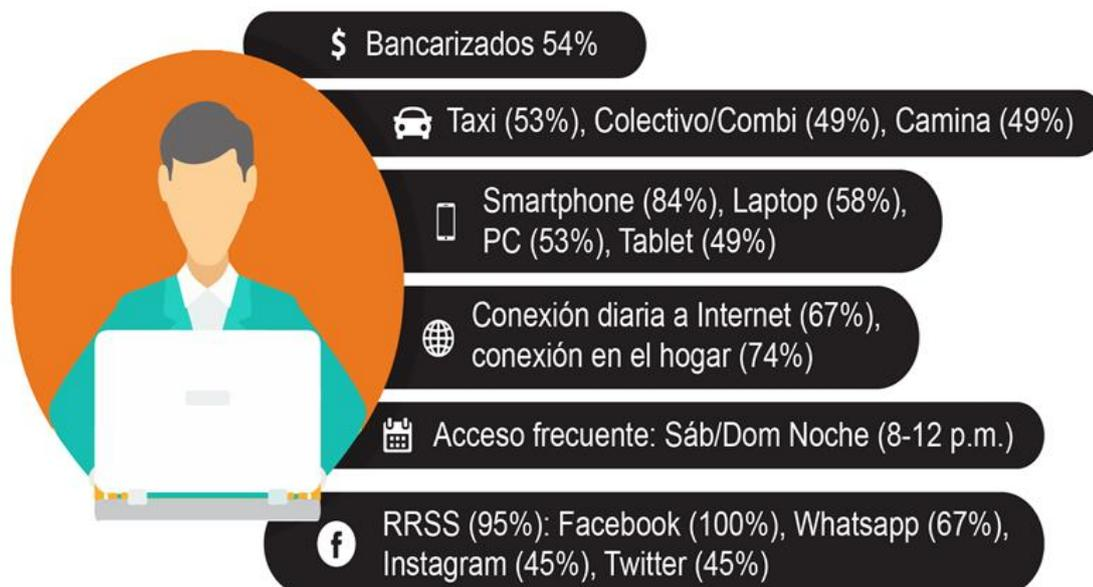 $ Bancarizados 54%
Taxi (53%), Colectivo/Combi (49%), Camina (49%)
Smartphone (84%), Laptop (58%),
PC (53%), Tablet (49%)
Conexión diaria a Internet (67%),
conexión en el hogar (74%)
Acceso frecuente: Sáb/Dom Noche (8-12 p.m.)
f RRSS (95%): Facebook (100%), Whatsapp (67%),
Instagram (45%), Twitter (45%)